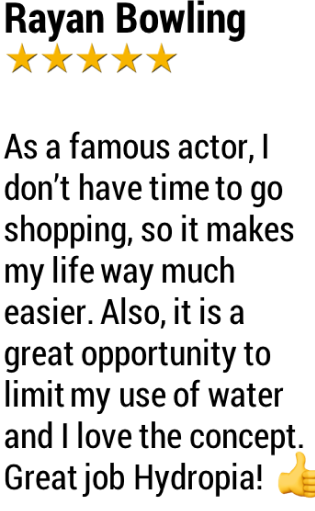 Rayan Bowling
As a famous actor, I
don't have time to go
shopping, so it makes
my life way much
easier. Also, it is a
great opportunity to
limit my use of water
and I love the concept.
Great job Hydropia!